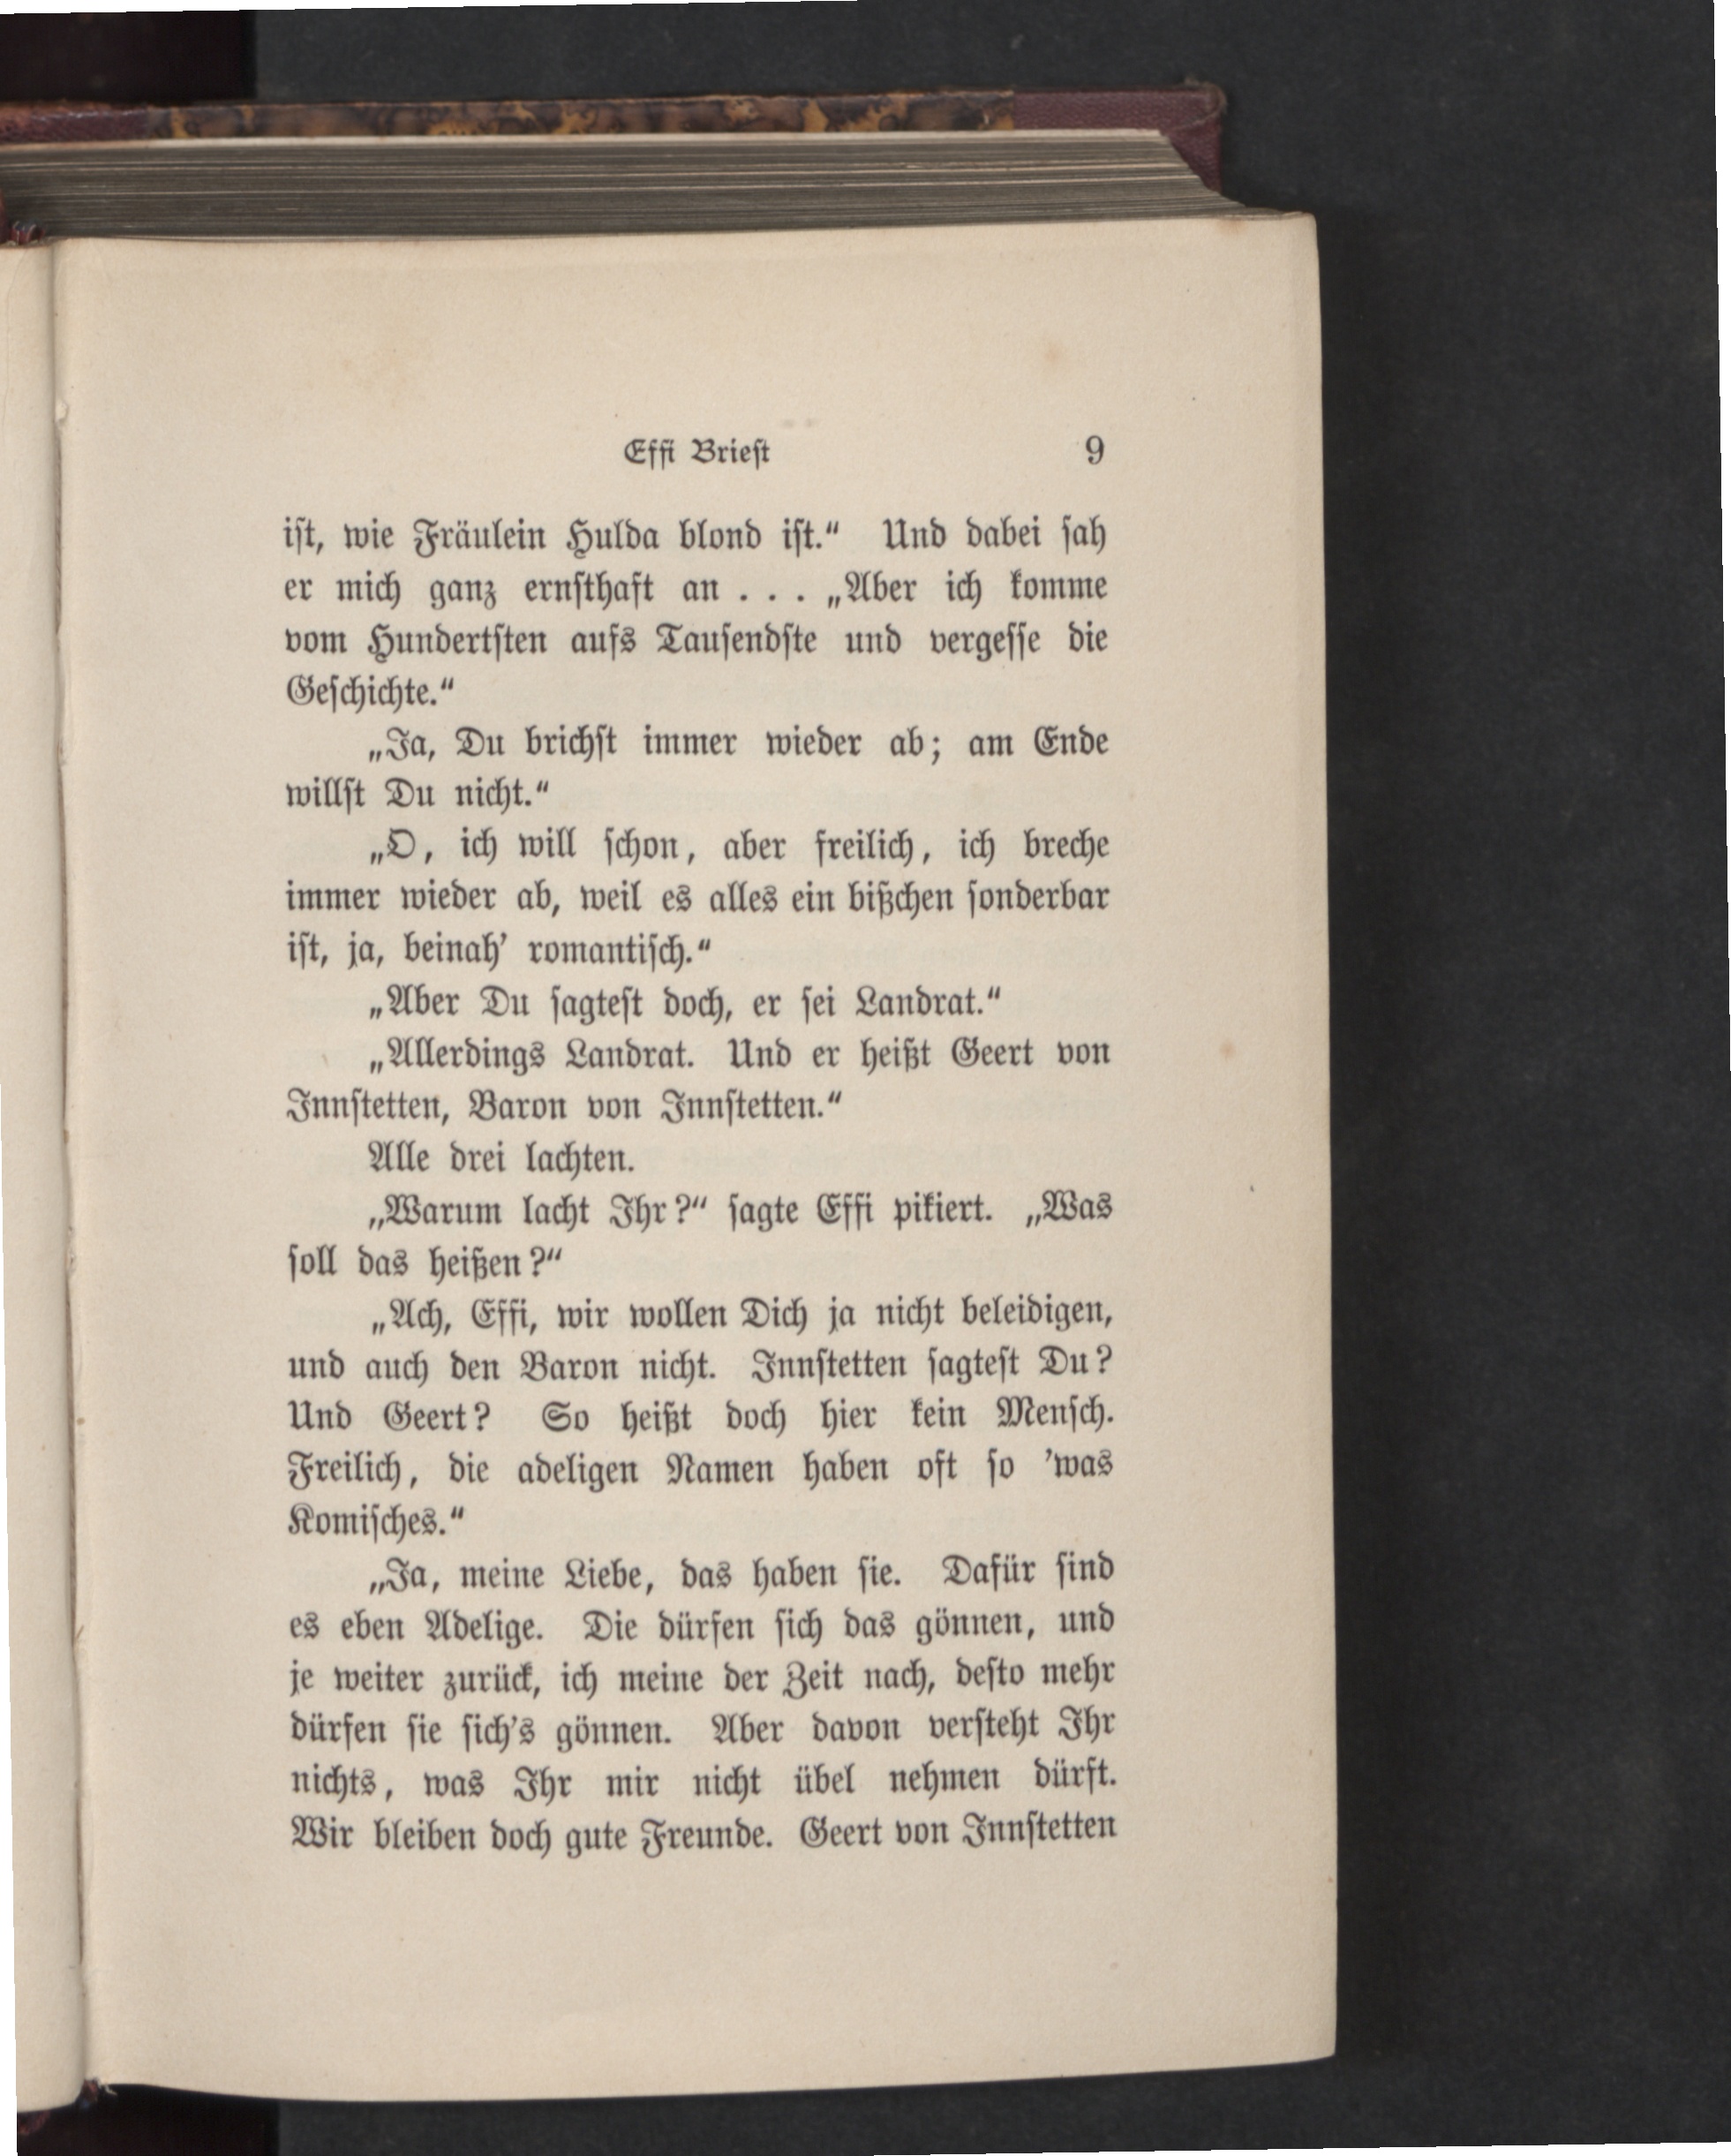 Effi Brieſt 9
iſt, wie Fräulein Hulda blond iſt.“ Und dabei ſah
er mich ganz ernſthaft an . . . „Aber ich komme
vom Hundertſten aufs Tauſendſte und vergeſſe die
Geſchichte.“
„Ja, Du brichſt immer wieder ab; am Ende
willſt Du nicht.“
„O, ich will ſchon, aber freilich, ich breche
immer wieder ab, weil es alles ein bißchen ſonderbar
iſt, ja, beinah’ romantiſch.“
„Aber Du ſagteſt doch, er ſei Landrat.“
„Allerdings Landrat. Und er heißt Geert von
Innſtetten, Baron von Innſtetten.“
Alle drei lachten.
„Warum lacht Ihr?“ ſagte Effi pikiert. „Was
ſoll das heißen?“
„Ach, Effi, wir wollen Dich ja nicht beleidigen,
und auch den Baron nicht. Innſtetten ſagteſt Du?
Und Geert? So heißt doch hier kein Menſch.
Freilich, die adeligen Namen haben oft ſo ’was
Komiſches.“
„Ja, meine Liebe, das haben ſie. Dafür ſind
es eben Adelige. Die dürfen ſich das gönnen, und
je weiter zurück, ich meine der Zeit nach, deſto mehr
dürfen ſie ſich’s gönnen. Aber davon verſteht Ihr
nichts, was Ihr mir nicht übel nehmen dürft.
Wir bleiben doch gute Freunde. Geert von Innſtetten